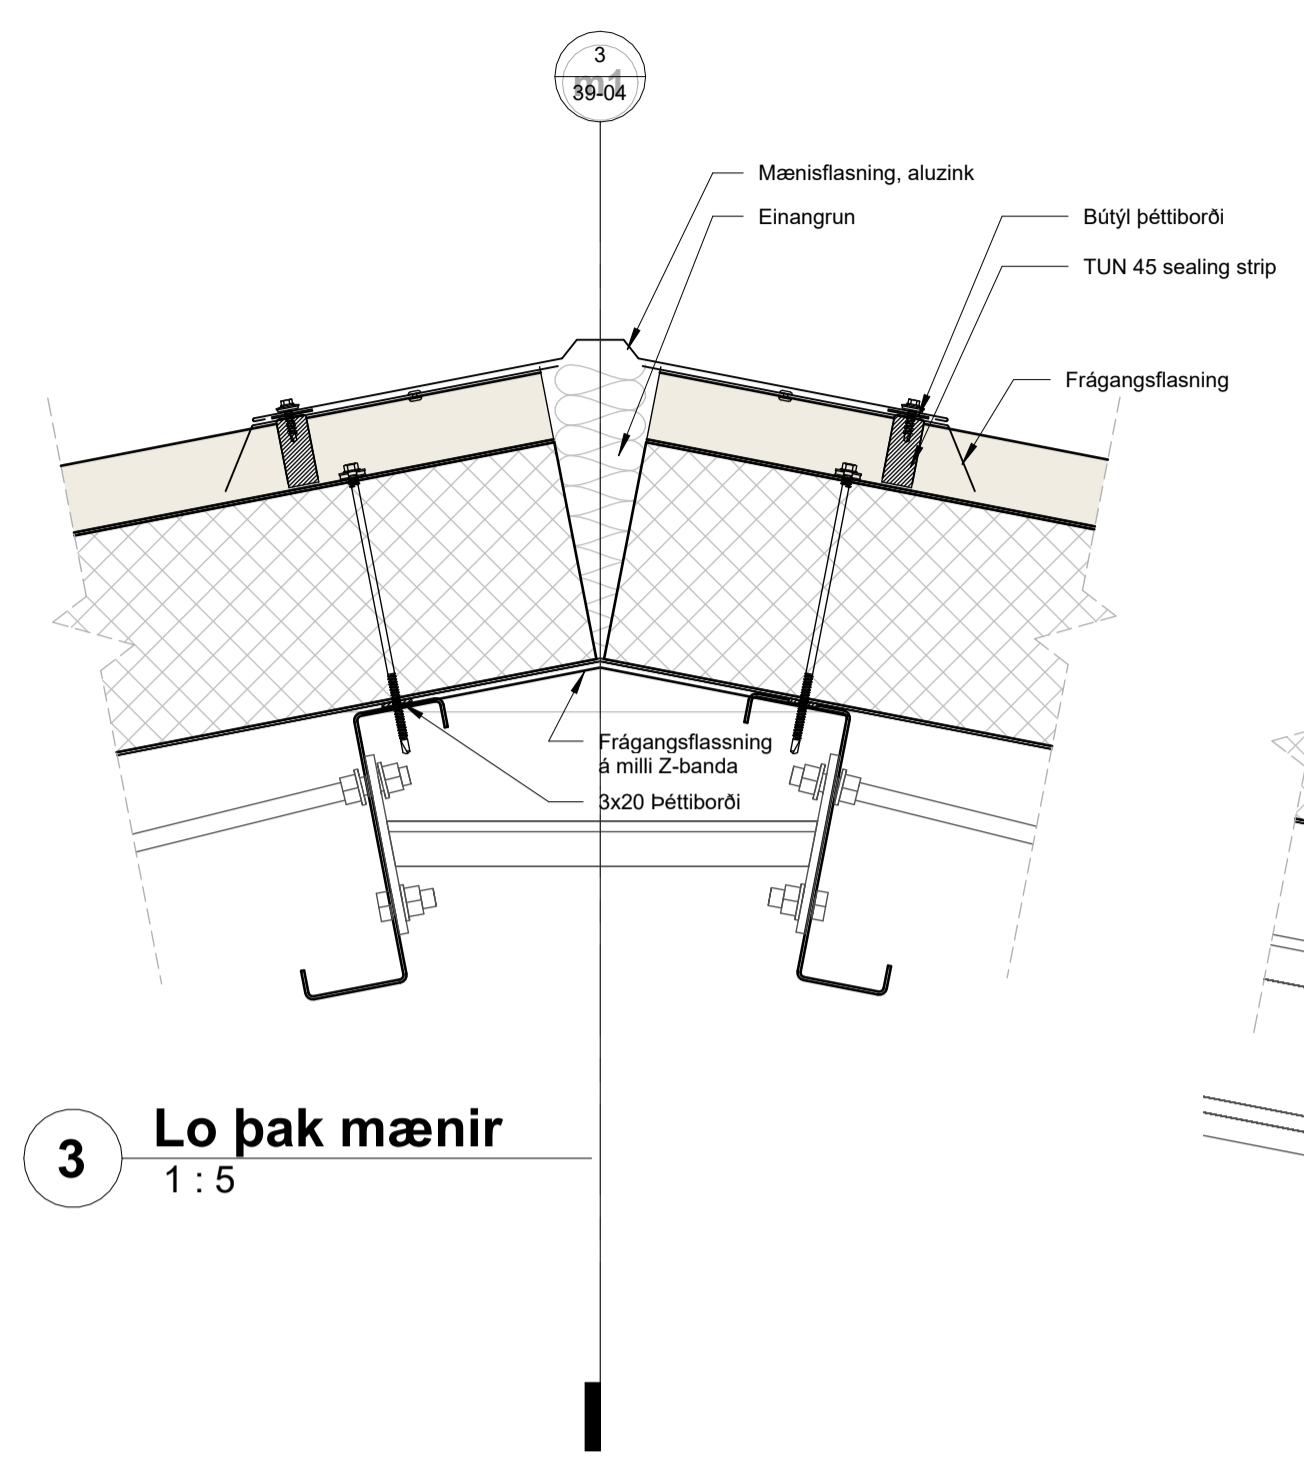 3
m1
39-04
Mænisflasning, aluzink
Einangrun
Bútýl þéttiborði
TUN 45 sealing strip
Frágangsflasning
Frágangsflassning
á milli Z-banda
3x20 Þéttiborði
3
Lo þak mænir
1 : 5